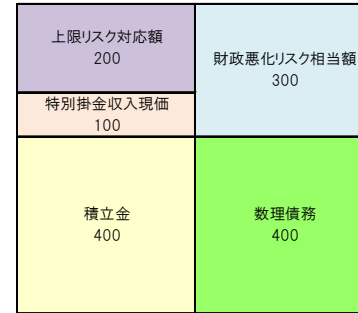 上限リスク対応額
200
特別掛金収入現価
100
積立金
400
財政悪化リスク相当額
300
数理債務
400